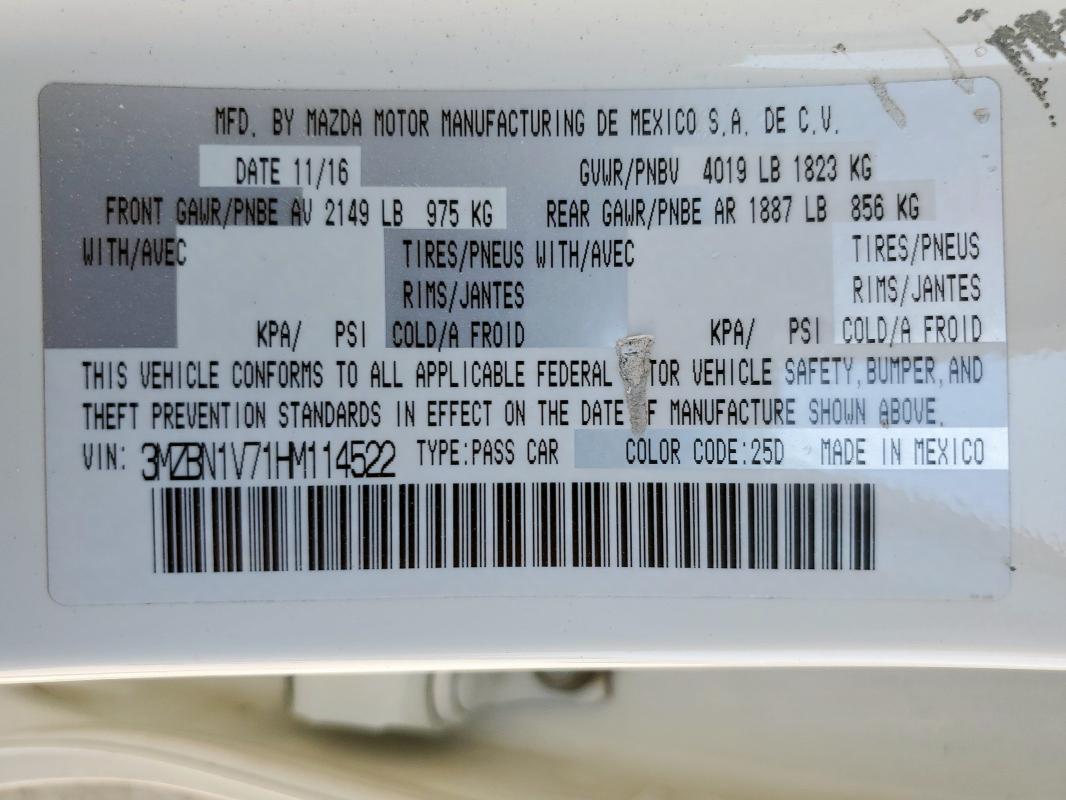 MFD. BY MAZDA MOTOR MANUFACTURING DE MEXICO S.A. DE C.V.
DATE 11/16 GVWR/PNBV 4019 LB 1823 KG
FRONT GAWR/PNBE AV 2149 LB 975 KG REAR GAWR/PNBE AR 1887 LB 856 KG
WITH/AVEC TIRES/PNEUS WITH/AVEC TIRES/PNEUS
RIMS/JANTES RIMS/JANTES
KPA/ PSI COLD/A FROID KPA/ PSI COLD/A FROID
THIS VEHICLE CONFORMS TO ALL APPLICABLE FEDERAL TOR VEHICLE SAFETY, BUMPER, AND
THEFT PREVENTION STANDARDS IN EFFECT ON THE DATE F MANUFACTURE SHOWN ABOVE.
VIN: 3MZBN1V71HM114522 TYPE:PASS CAR COLOR CODE:25D MADE IN MEXICO